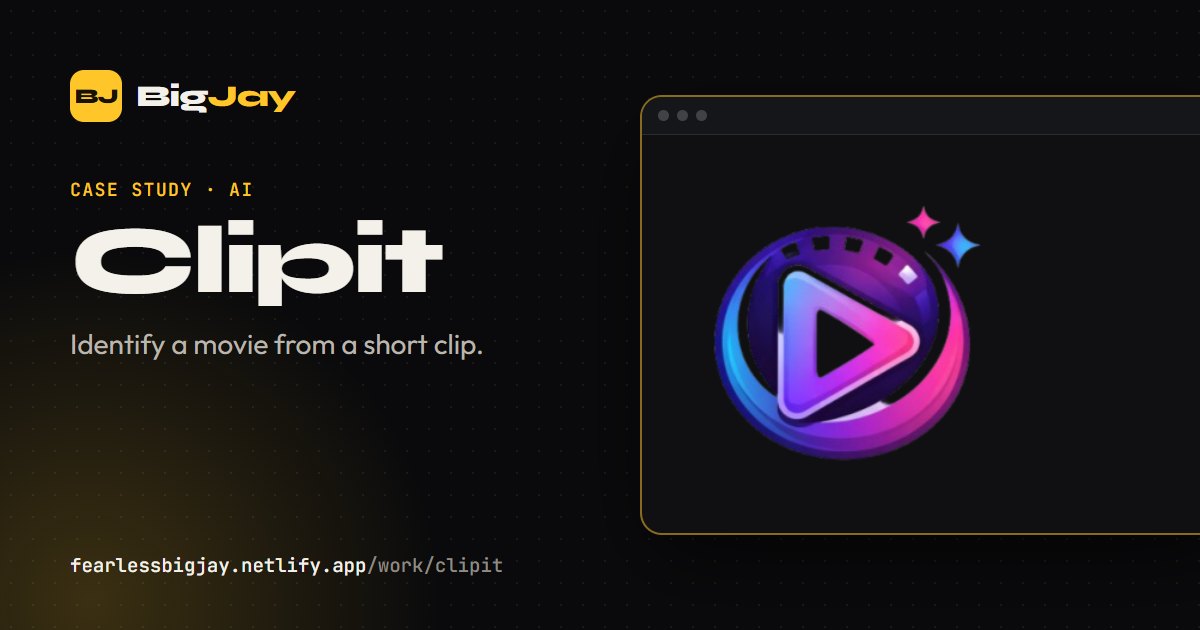 BJ BigJay
CASE STUDY · AI
Clipit
Identify a movie from a short clip.
fearlessbigjay.netlify.app/work/clipit